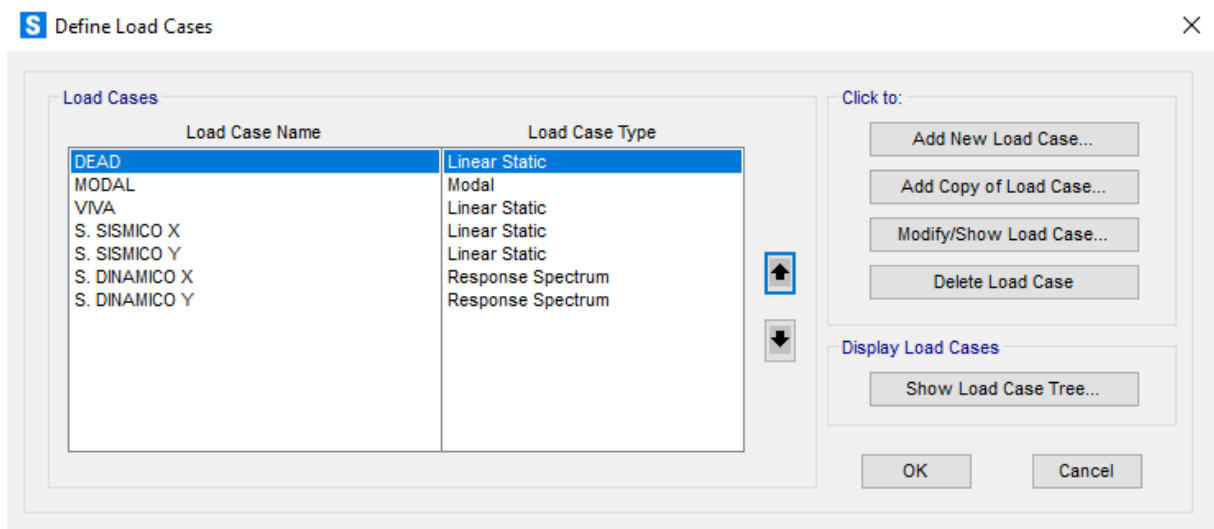 S Define Load Cases
Load Cases
Load Case Name Load Case Type
DEAD Linear Static
MODAL Modal
VIVA Linear Static
S. SISMICO X Linear Static
S. SISMICO Y Linear Static
S. DINAMICO X Response Spectrum
S. DINAMICO Y Response Spectrum
Click to:
Add New Load Case...
Add Copy of Load Case...
Modify/Show Load Case...
Delete Load Case
Display Load Cases
Show Load Case Tree...
OK Cancel